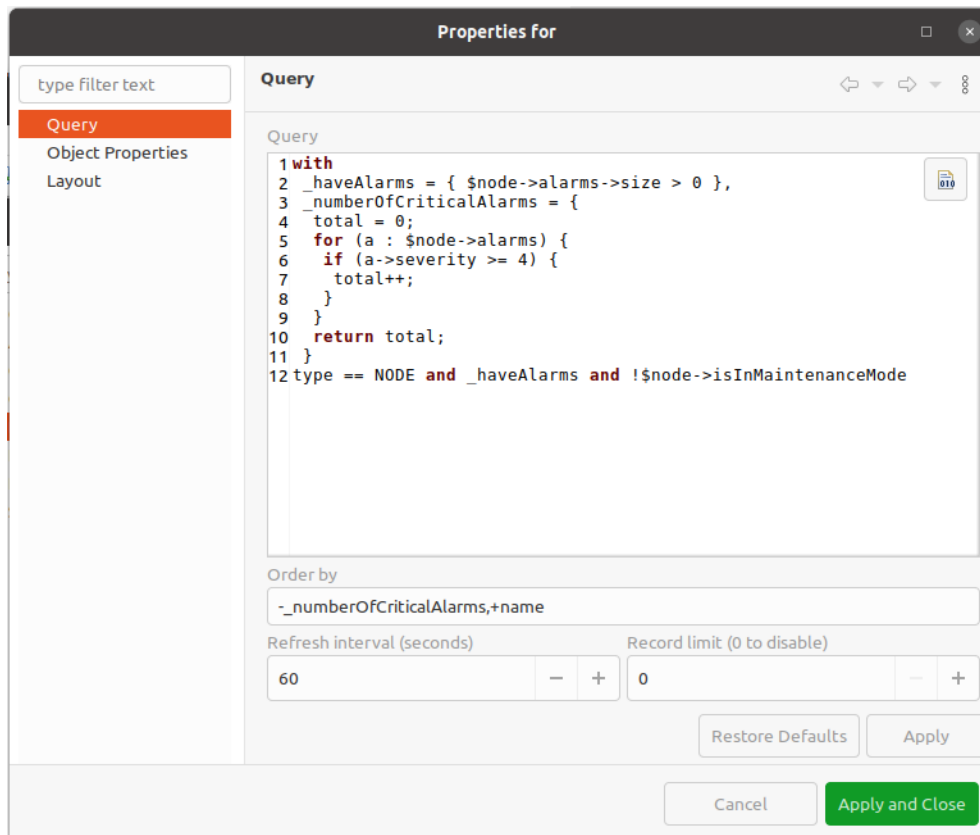 Properties for
type filter text
Query
Object Properties
Layout
Query
Query
1 with
2 _haveAlarms = { $node->alarms->size > 0 },
3 _numberOfCriticalAlarms = {
4 total = 0;
5 for (a : $node->alarms) {
6 if (a->severity >= 4) {
7 total++;
8 }
9 }
10 return total;
11 }
12 type == NODE and _haveAlarms and !$node->isInMaintenanceMode
010
Order by
-_numberOfCriticalAlarms,+name
Refresh interval (seconds) Record limit (0 to disable)
60 − + 0 − +
Restore Defaults Apply
Cancel Apply and Close